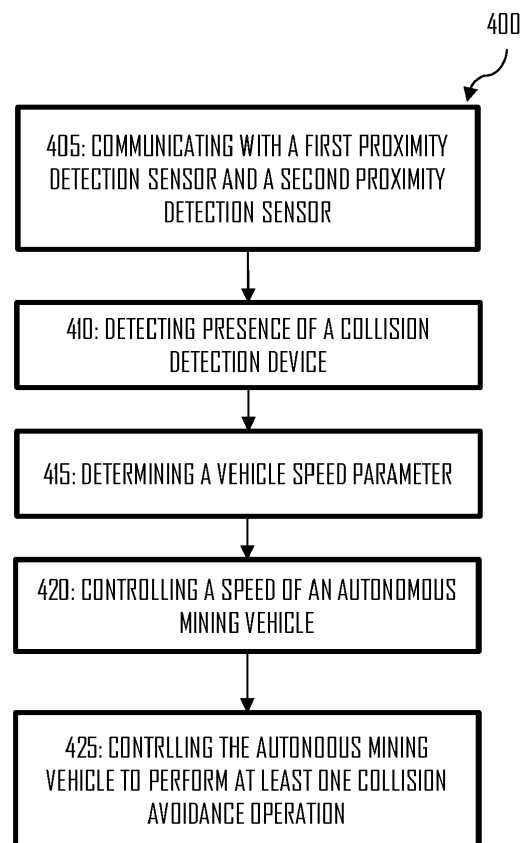 400
405: COMMUNICATING WITH A FIRST PROXIMITY
DETECTION SENSOR AND A SECOND PROXIMITY
DETECTION SENSOR
410: DETECTING PRESENCE OF A COLLISION
DETECTION DEVICE
415: DETERMINING A VEHICLE SPEED PARAMETER
420: CONTROLLING A SPEED OF AN AUTONOMOUS
MINING VEHICLE
425: CONTRLLING THE AUTONOOUS MINING
VEHICLE TO PERFORM AT LEAST ONE COLLISION
AVOIDANCE OPERATION